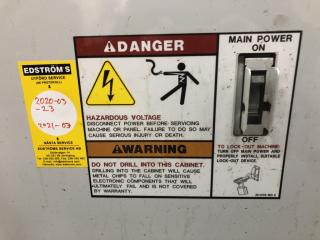 EDSTRÖM'S
UTFÖRD SERVICE
2020-03
-23
2021-03
NÄSTA SERVICE
DANGER
HAZARDOUS VOLTAGE
DISCONNECT POWER BEFORE SERVICING
MACHINE OR PANEL. FAILURE TO DO SO MAY
CAUSE SERIOUS INJURY OR DEATH.
WARNING
DO NOT DRILL INTO THIS CABINET.
DRILLING INTO THE CABINET WILL CAUSE
METAL CHIPS TO FALL ON SENSITIVE
ELECTRONIC COMPONENTS THAT WILL
ULTIMATELY FAIL AND IS NOT COVERED
BY WARRANTY.
MAIN POWER
ON
OFF
TO LOCK-OUT MACHINE:
TURN OFF MAIN POWER AND
PROPERLY INSTALL SUITABLE
LOCK-OUT DEVICE.